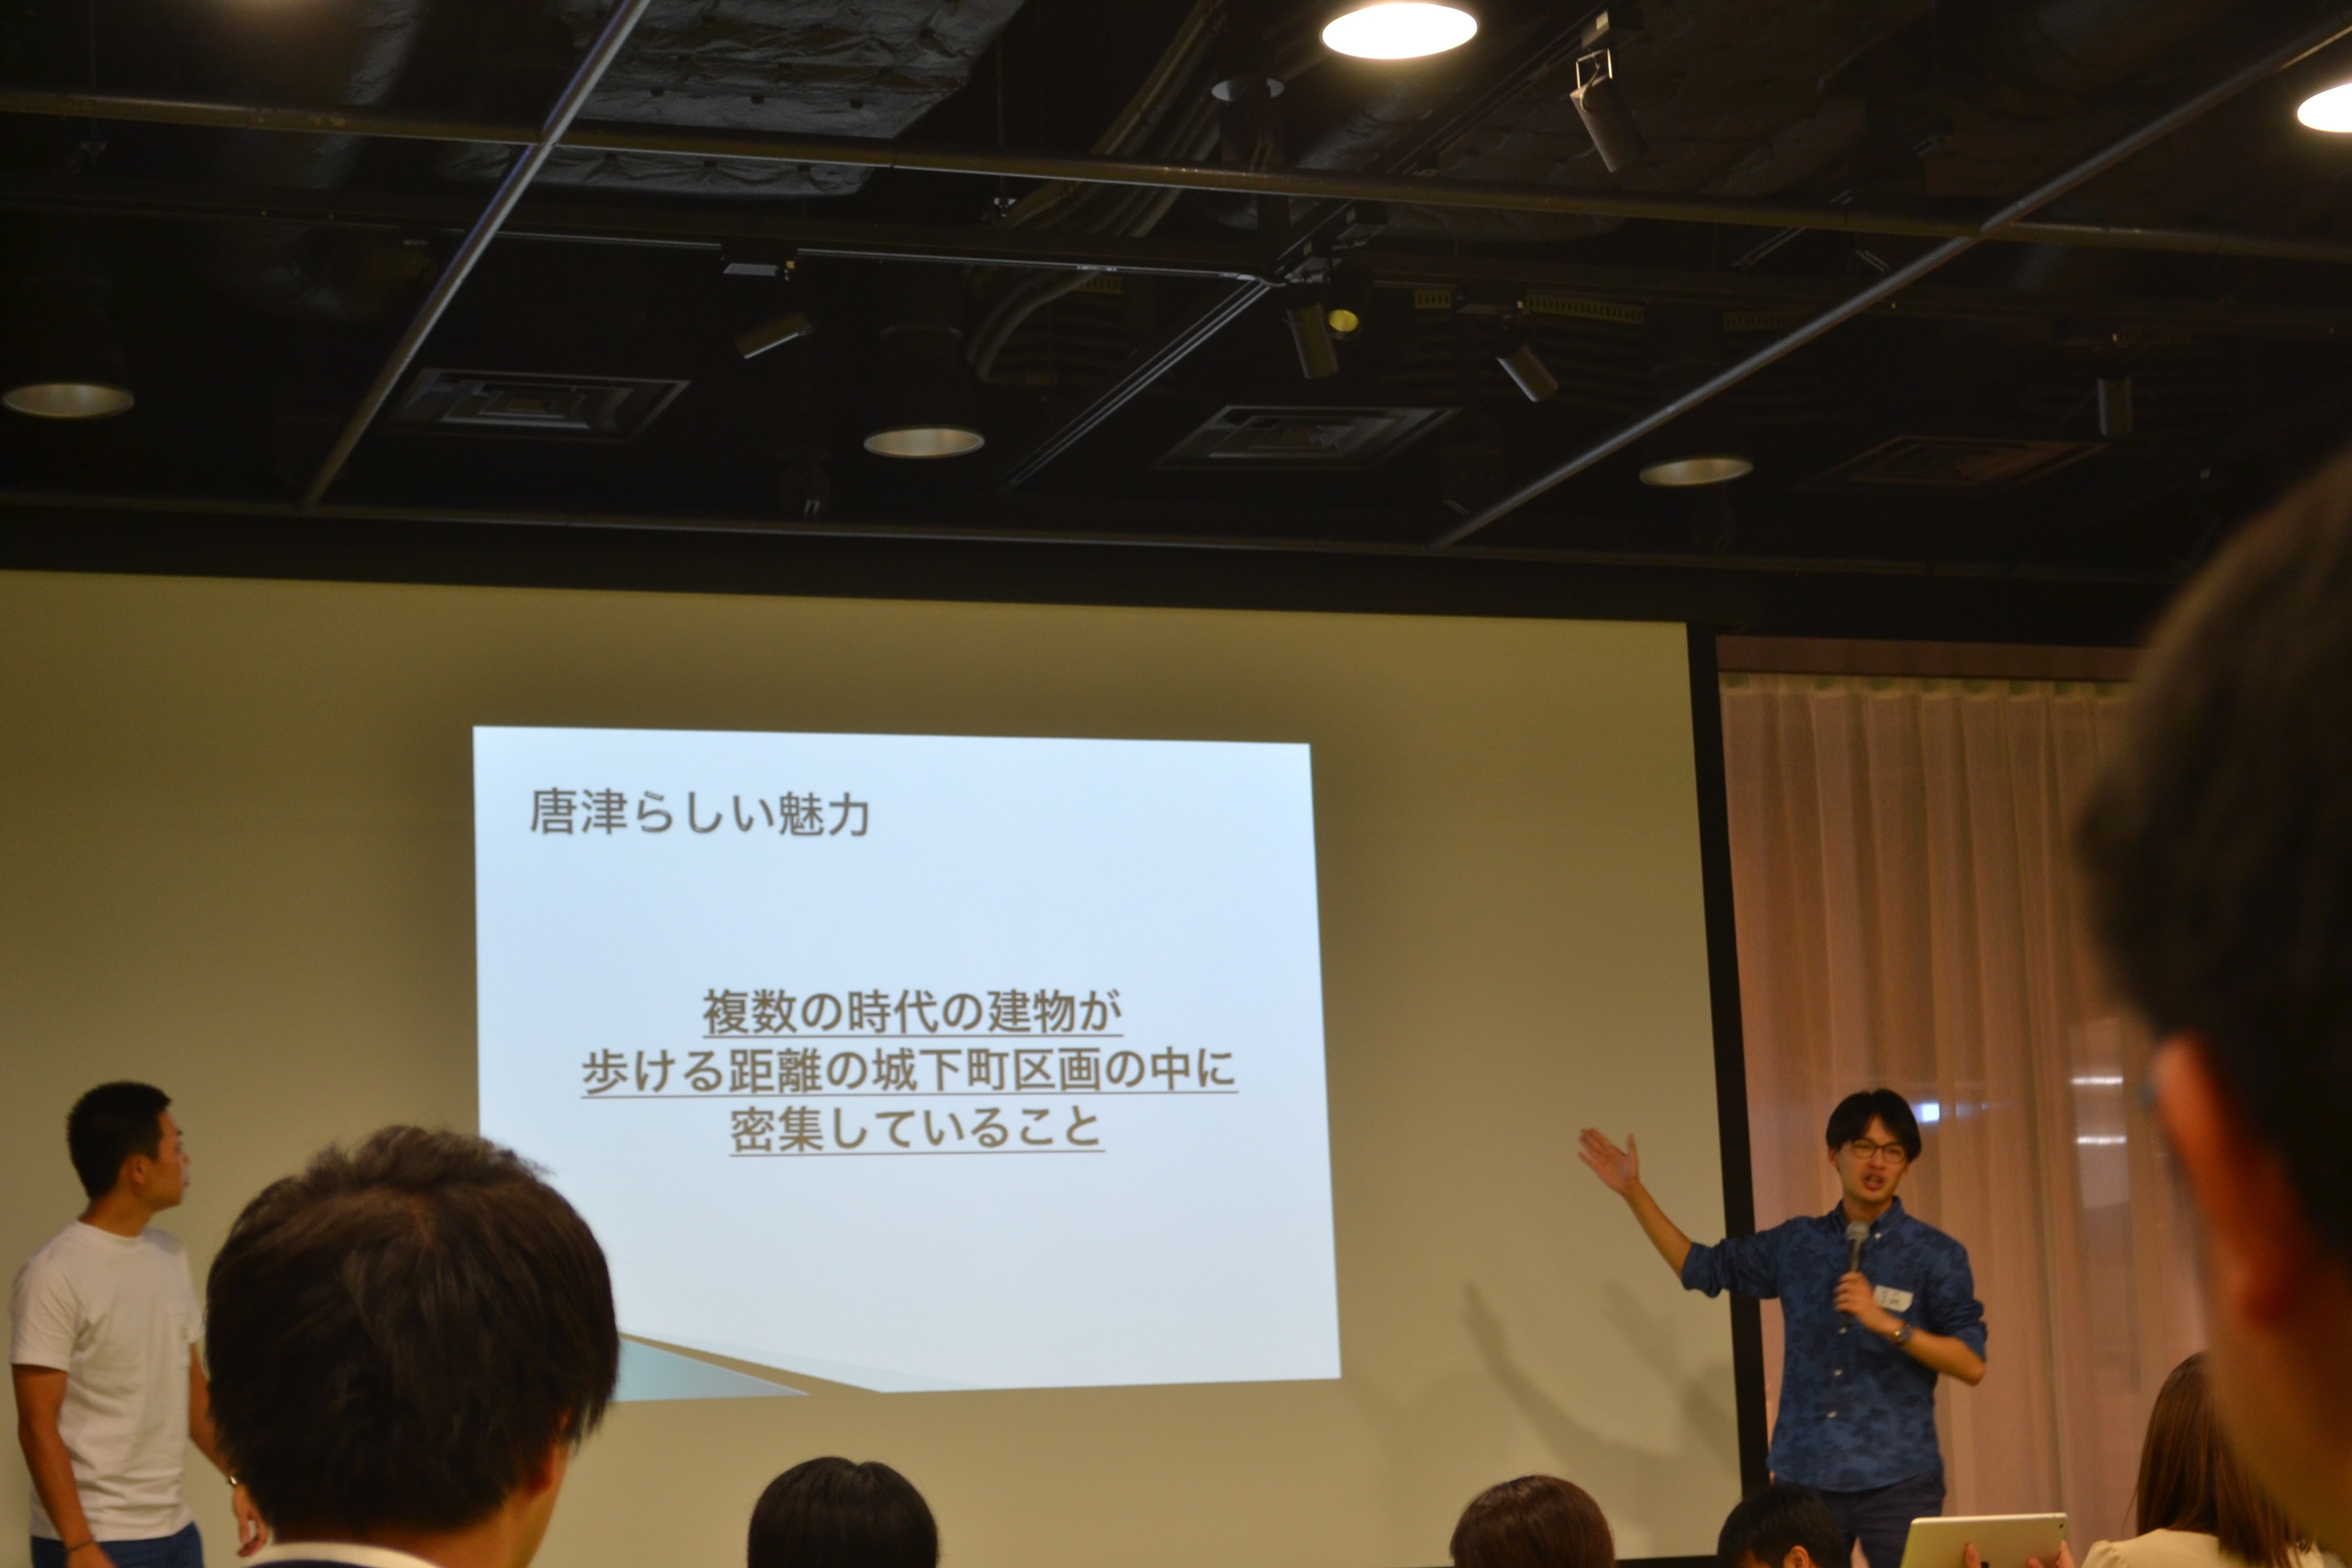 唐津らしい魅力
複数の時代の建物が
歩ける距離の城下町区画の中に
密集していること